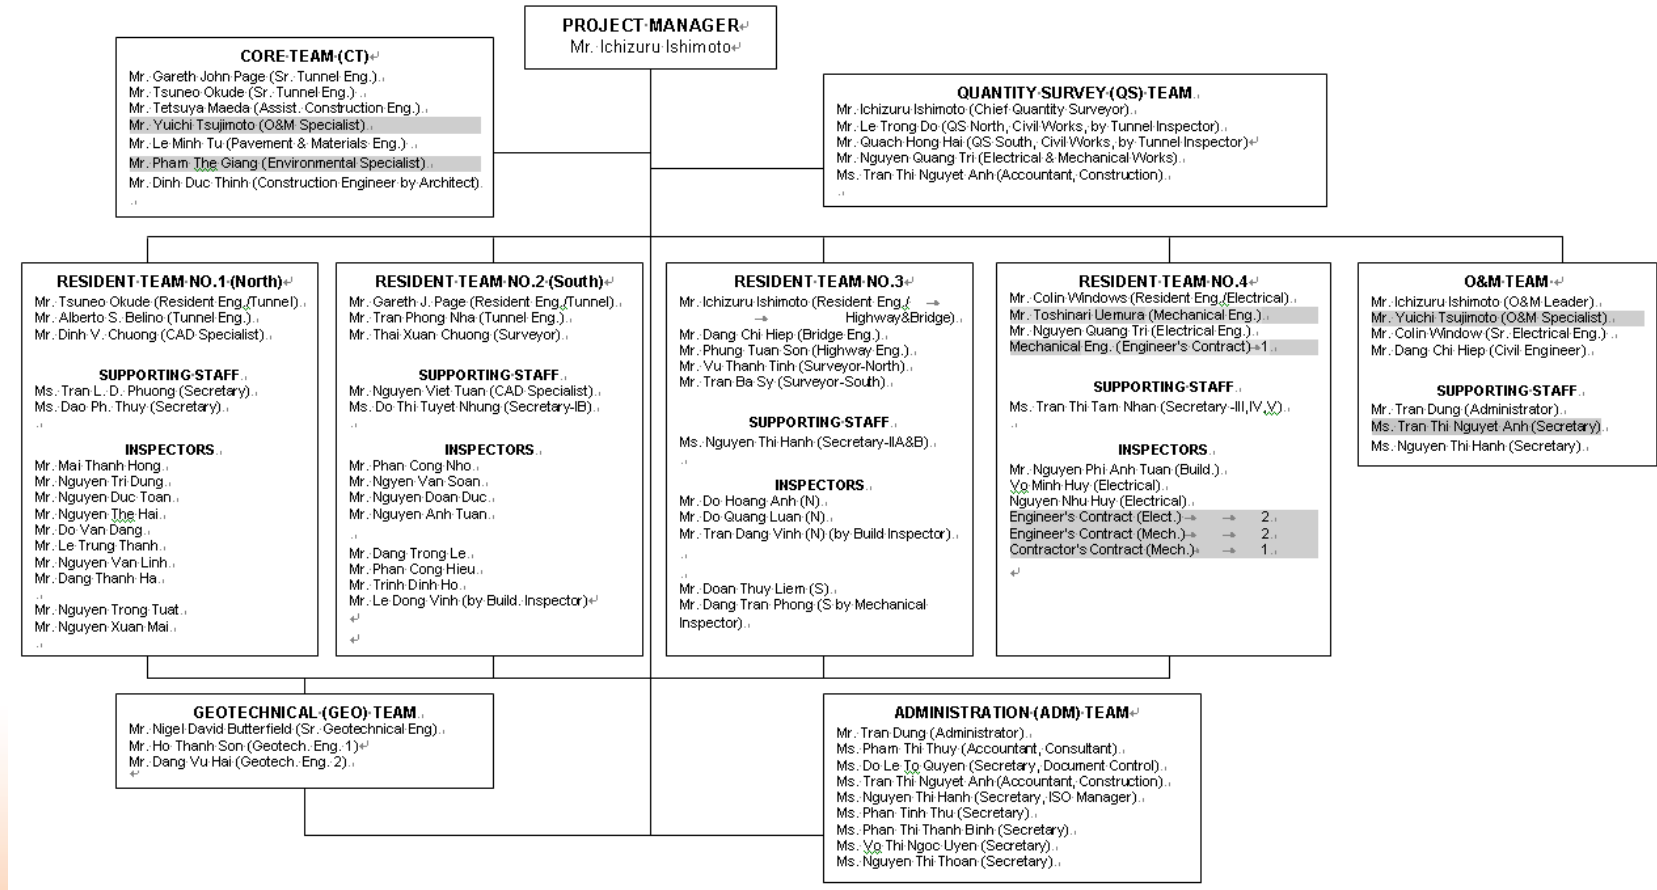 PROJECT MANAGER
Mr. Ichizuru Ishimoto
CORE TEAM (CT)
Mr. Gareth John Page (Sr. Tunnel Eng.)
Mr. Tsuneo Okude (Sr. Tunnel Eng.)
Mr. Tetsuya Maeda (Assist. Construction Eng.)
Mr. Yuichi Tsujimoto (O&M Specialist)
Mr. Le Minh Tu (Pavement & Materials Eng.)
Mr. Pham The Giang (Environmental Specialist)
Mr. Dinh Duc Thinh (Construction Engineer by Architect)
QUANTITY SURVEY (QS) TEAM
Mr. Ichizuru Ishimoto (Chief Quantity Surveyor)
Mr. Le Trong Do (QS North, Civil Works, by Tunnel Inspector)
Mr. Quach Hong Hai (QS South, Civil Works, by Tunnel Inspector)
Mr. Nguyen Quang Tri (Electrical & Mechanical Works)
Ms. Tran Thi Nguyet Anh (Accountant, Construction)
RESIDENT TEAM NO.1 (North)
Mr. Tsuneo Okude (Resident Eng./Tunnel)
Mr. Alberto S. Belino (Tunnel Eng.)
Mr. Dinh V. Chuong (CAD Specialist)
SUPPORTING STAFF
Ms. Tran L. D. Phuong (Secretary)
Ms. Dao Ph. Thuy (Secretary)
INSPECTORS
Mr. Mai Thanh Hong
Mr. Nguyen Tri Dung
Mr. Nguyen Duc Toan
Mr. Nguyen The Hai
Mr. Do Van Dang
Mr. Le Trung Thanh
Mr. Nguyen Van Linh
Mr. Dang Thanh Ha
Mr. Nguyen Trong Tuat
Mr. Nguyen Xuan Mai
RESIDENT TEAM NO.2 (South)
Mr. Gareth J. Page (Resident Eng./Tunnel)
Mr. Tran Phong Nha (Tunnel Eng.)
Mr. Thai Xuan Chuong (Surveyor)
SUPPORTING STAFF
Mr. Nguyen Viet Tuan (CAD Specialist)
Ms. Do Thi Tuyet Nhung (Secretary-IB)
INSPECTORS
Mr. Phan Cong Nho
Mr. Ngyen Van Soan
Mr. Nguyen Doan Duc
Mr. Nguyen Anh Tuan
Mr. Dang Trong Le
Mr. Phan Cong Hieu
Mr. Trinh Dinh Ho
Mr. Le Dong Vinh (by Build. Inspector)
RESIDENT TEAM NO.3
Mr. Ichizuru Ishimoto (Resident Eng./
Highway&Bridge)
Mr. Dang Chi Hiep (Bridge Eng.)
Mr. Phung Tuan Son (Highway Eng.)
Mr. Vu Thanh Tinh (Surveyor-North)
Mr. Tran Ba Sy (Surveyor-South)
SUPPORTING STAFF
Ms. Nguyen Thi Hanh (Secretary-IIA&B)
INSPECTORS
Mr. Do Hoang Anh (N)
Mr. Do Quang Luan (N)
Mr. Tran Dang Vinh (N) (by Build Inspector)
Mr. Doan Thuy Liem (S)
Mr. Dang Tran Phong (S by Mechanical
Inspector)
RESIDENT TEAM NO.4
Mr. Colin Windows (Resident Eng./Electrical)
Mr. Toshinari Uemura (Mechanical Eng.)
Mr. Nguyen Quang Tri (Electrical Eng.)
Mechanical Eng. (Engineer's Contract) 1
SUPPORTING STAFF
Ms. Tran Thi Tam Nhan (Secretary -III,IV,V)
INSPECTORS
Mr. Nguyen Phi Anh Tuan (Build.)
Vo Minh Huy (Electrical)
Nguyen Nhu Huy (Electrical)
Engineer's Contract (Elect.) 2
Engineer's Contract (Mech.) 2
Contractor's Contract (Mech.) 1
O&M TEAM
Mr. Ichizuru Ishimoto (O&M Leader)
Mr. Yuichi Tsujimoto (O&M Specialist)
Mr. Colin Window (Sr. Electrical Eng.)
Mr. Dang Chi Hiep (Civil Engineer)
SUPPORTING STAFF
Mr. Tran Dung (Administrator)
Ms. Tran Thi Nguyet Anh (Secretary)
Ms. Nguyen Thi Hanh (Secretary)
GEOTECHNICAL (GEO) TEAM
Mr. Nigel David Butterfield (Sr. Geotechnical Eng)
Mr. Ho Thanh Son (Geotech. Eng. 1)
Mr. Dang Vu Hai (Geotech. Eng. 2)
ADMINISTRATION (ADM) TEAM
Mr. Tran Dung (Administrator)
Ms. Pham Thi Thuy (Accountant, Consultant)
Ms. Do Le To Quyen (Secretary, Document Control)
Ms. Tran Thi Nguyet Anh (Accountant, Construction)
Ms. Nguyen Thi Hanh (Secretary, ISO Manager)
Ms. Phan Tinh Thu (Secretary)
Ms. Phan Thi Thanh Binh (Secretary)
Ms. Vo Thi Ngoc Uyen (Secretary)
Ms. Nguyen Thi Thoan (Secretary)